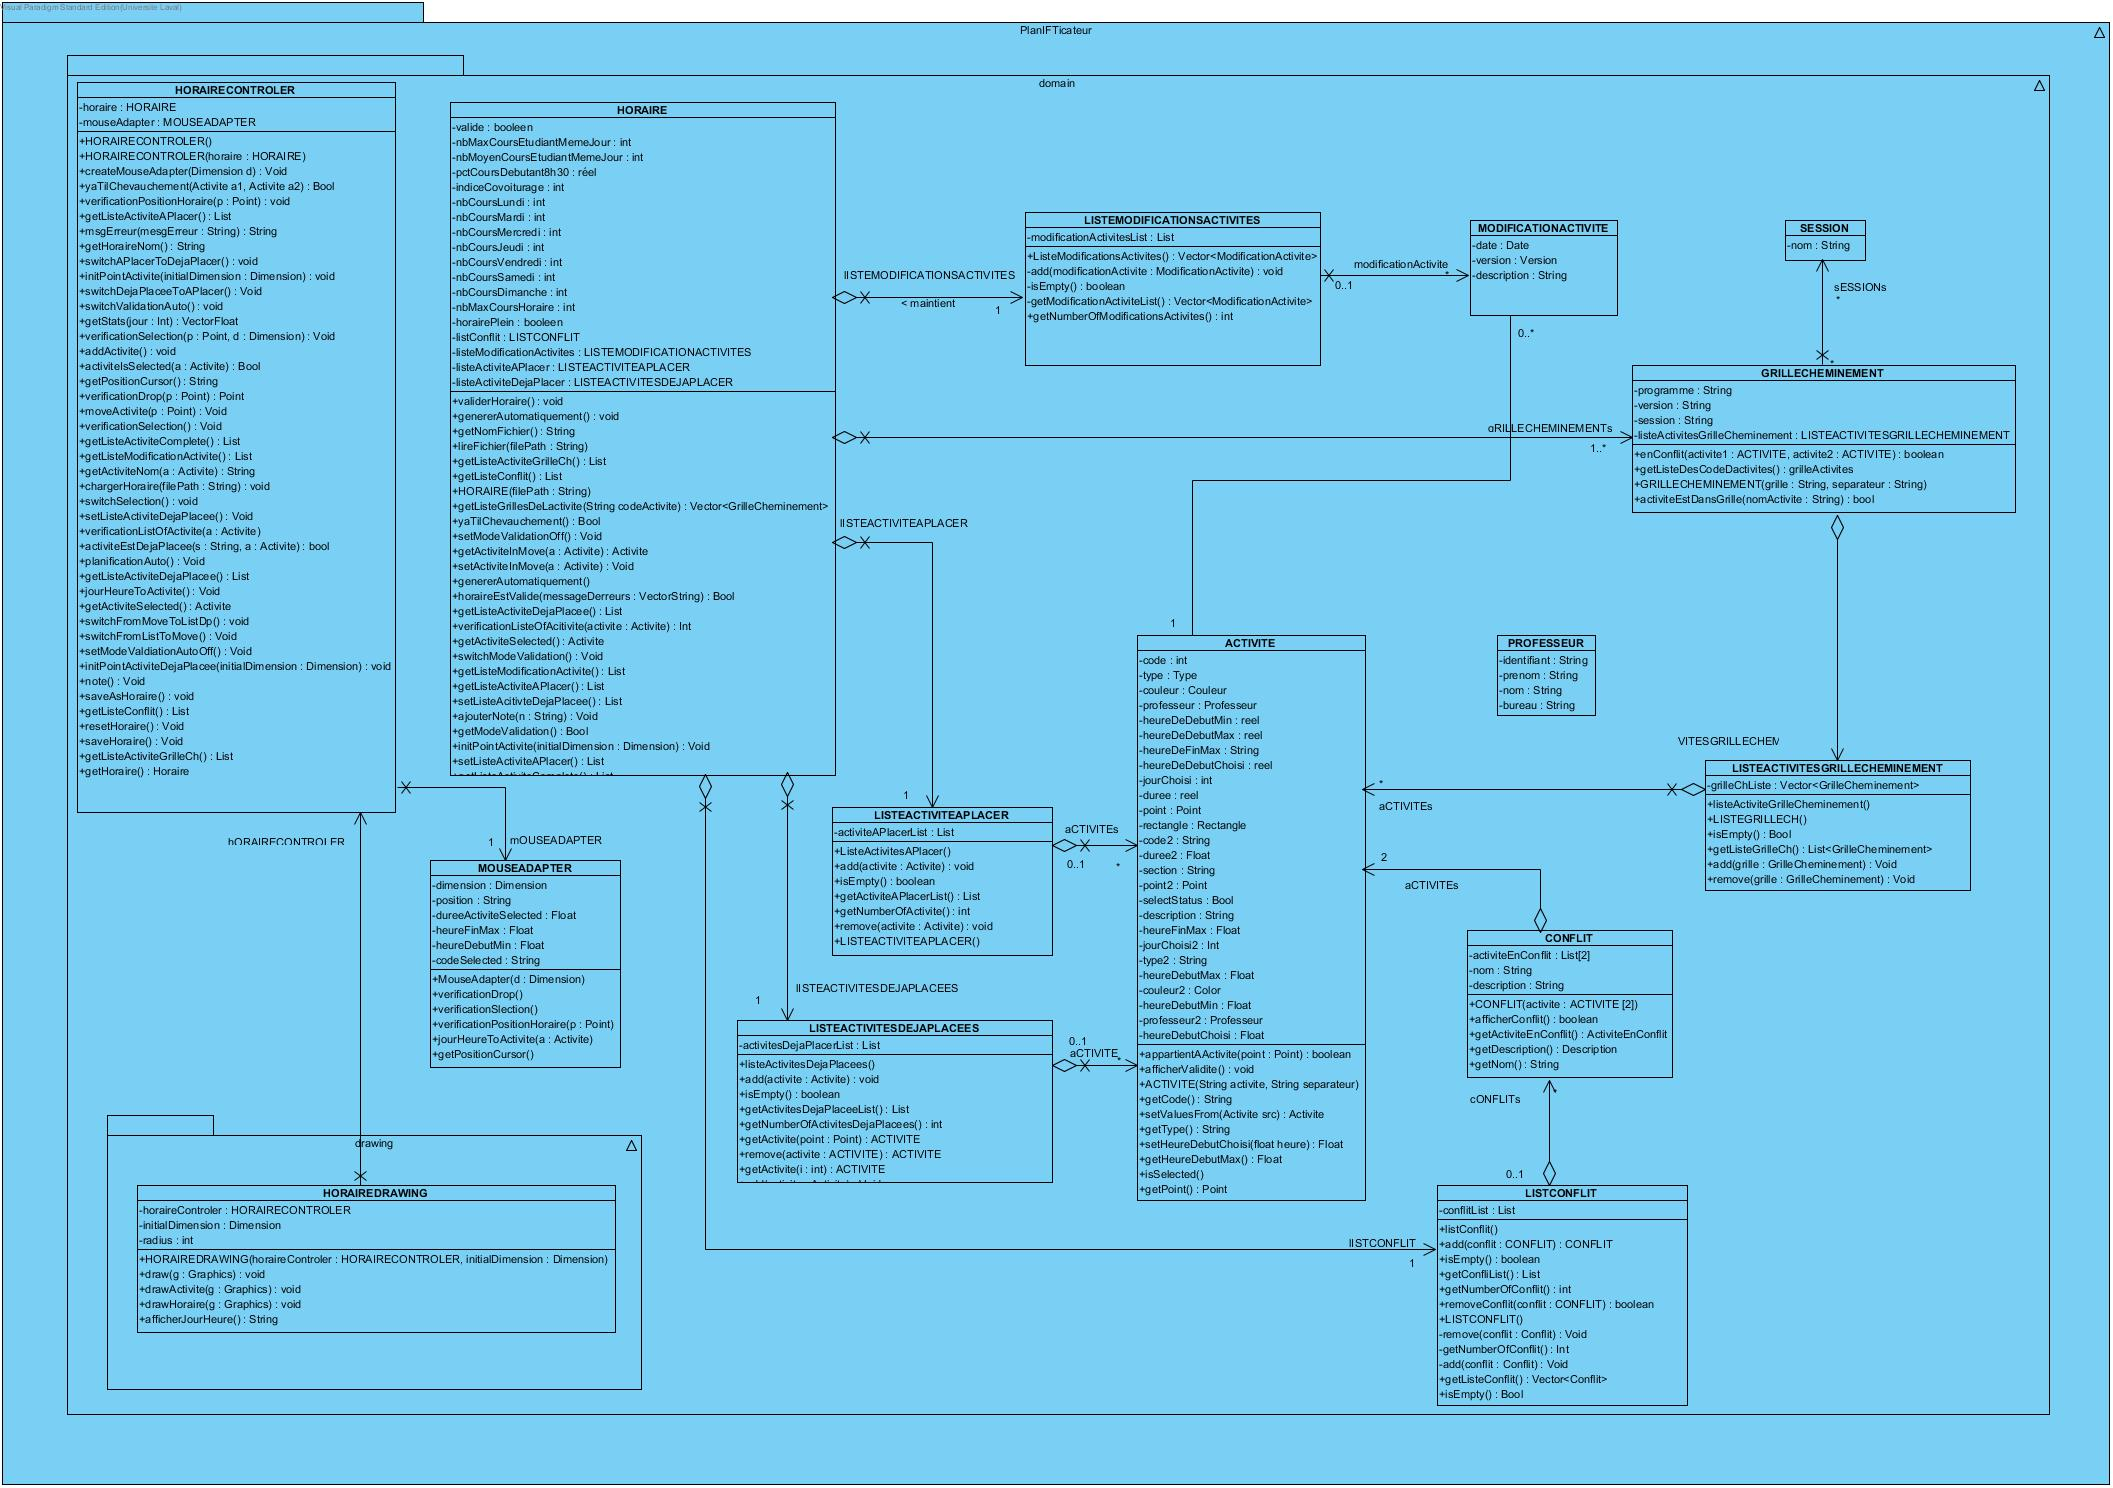 Visual Paradigm Standard Edition(Universite Laval)
PlanIFTicateur
domain
HORAIRECONTROLER
-horaire : HORAIRE
-mouseAdapter : MOUSEADAPTER
+HORAIRECONTROLER()
+HORAIRECONTROLER(horaire : HORAIRE)
+createMouseAdapter(Dimension d) : Void
+yaTilChevauchement(Activite a1, Activite a2) : Bool
+verificationPositionHoraire(p : Point) : void
+getListeActiviteAPlacer() : List
+msgErreur(mesgErreur : String) : String
+getHoraireNom() : String
+switchAPlacerToDejaPlacer() : void
+initPointActivite(initialDimension : Dimension) : void
+switchDejaPlaceeToAPlacer() : Void
+switchValidationAuto() : void
+getStats(jour : Int) : VectorFloat
+verificationSelection(p : Point, d : Dimension) : Void
+addActivite() : void
+activiteIsSelected(a : Activite) : Bool
+getPositionCursor() : String
+verificationDrop(p : Point) : Point
+moveActivite(p : Point) : Void
+verificationSelection() : Void
+getListeActiviteComplete() : List
+getListeModificationActivite() : List
+getActiviteNom(a : Activite) : String
+chargerHoraire(filePath : String) : void
+switchSelection() : void
+setListeActiviteDejaPlacee() : Void
+verificationListOfActivite(a : Activite)
+activiteEstDejaPlacee(s : String, a : Activite) : bool
+planificationAuto() : Void
+getListeActiviteDejaPlacee() : List
+jourHeureToActivite() : Void
+getActiviteSelected() : Activite
+switchFromMoveToListDp() : void
+switchFromListToMove() : Void
+setModeValdiationAutoOff() : Void
+initPointActiviteDejaPlacee(initialDimension : Dimension) : void
+note() : Void
+saveAsHoraire() : void
+getListeConflit() : List
+resetHoraire() : Void
+saveHoraire() : Void
+getListeActiviteGrilleCh() : List
+getHoraire() : Horaire
HORAIRE
-valide : booleen
-nbMaxCoursEtudiantMemeJour : int
-nbMoyenCoursEtudiantMemeJour : int
-pctCoursDebutant8h30 : réel
-indiceCovoiturage : int
-nbCoursLundi : int
-nbCoursMardi : int
-nbCoursMercredi : int
-nbCoursJeudi : int
-nbCoursVendredi : int
-nbCoursSamedi : int
-nbCoursDimanche : int
-nbMaxCoursHoraire : int
-horairePlein : booleen
-listConflit : LISTCONFLIT
-listeModificationActivites : LISTEMODIFICATIONACTIVITES
-listeActiviteAPlacer : LISTEACTIVITEAPLACER
-listeActiviteDejaPlacer : LISTEACTIVITESDEJAPLACER
+validerHoraire() : void
+genererAutomatiquement() : void
+getNomFichier() : String
+lireFichier(filePath : String)
+getListeActiviteGrilleCh() : List
+getListeConflit() : List
+HORAIRE(filePath : String)
+getListeGrillesDeLactivite(String codeActivite) : Vector<GrilleCheminement>
+yaTilChevauchement() : Bool
+setModeValidationOff() : Void
+getActiviteInMove(a : Activite) : Activite
+setActiviteInMove(a : Activite) : Void
+genererAutomatiquement()
+horaireEstValide(messageDerreurs : VectorString) : Bool
+getListeActiviteDejaPlacee() : List
+verificationListeOfAcitivite(activite : Activite) : Int
+getActiviteSelected() : Activite
+switchModeValidation() : Void
+getListeModificationActivite() : List
+getListeActiviteAPlacer() : List
+setListeAcitivteDejaPlacee() : List
+ajouterNote(n : String) : Void
+getModeValidation() : Bool
+initPointActivite(initialDimension : Dimension) : Void
+setListeActiviteAPlacer() : List
+getListeActiviteComplete() : List
lISTEMODIFICATIONSACTIVITES
< maintient
1
LISTEMODIFICATIONSACTIVITES
-modificationActivitesList : List
+ListeModificationsActivites() : Vector<ModificationActivite>
-add(modificationActivite : ModificationActivite) : void
-isEmpty() : boolean
-getModificationActiviteList() : Vector<ModificationActivite>
+getNumberOfModificationsActivites() : int
modificationActivite
0..1
*
MODIFICATIONACTIVITE
-date : Date
-version : Version
-description : String
0..*
1
SESSION
-nom : String
sESSIONs
*
*
GRILLECHEMINEMENT
-programme : String
-version : String
-session : String
-listeActivitesGrilleCheminement : LISTEACTIVITESGRILLECHEMINEMENT
+enConflit(activite1 : ACTIVITE, activite2 : ACTIVITE) : boolean
+getListeDesCodeDactivites() : grilleActivites
+GRILLECHEMINEMENT(grille : String, separateur : String)
+activiteEstDansGrille(nomActivite : String) : bool
gRILLECHEMINEMENTs
1..*
lISTEACTIVITEAPLACER
1
ACTIVITE
-code : int
-type : Type
-couleur : Couleur
-professeur : Professeur
-heureDeDebutMin : reel
-heureDeDebutMax : reel
-heureDeFinMax : String
-heureDeDebutChoisi : reel
-jourChoisi : int
-duree : reel
-point : Point
-rectangle : Rectangle
-code2 : String
-duree2 : Float
-section : String
-point2 : Point
-selectStatus : Bool
-description : String
-heureFinMax : Float
-jourChoisi2 : Int
-type2 : String
-heureDebutMax : Float
-couleur2 : Color
-heureDebutMin : Float
-professeur2 : Professeur
-heureDebutChoisi : Float
+appartientAActivite(point : Point) : boolean
+afficherValidite() : void
+ACTIVITE(String activite, String separateur)
+getCode() : String
+setValuesFrom(Activite src) : Activite
+getType() : String
+setHeureDebutChoisi(float heure) : Float
+getHeureDebutMax() : Float
+isSelected()
+getPoint() : Point
PROFESSEUR
-identifiant : String
-prenom : String
-nom : String
-bureau : String
VITESGRILLECHEM
LISTEACTIVITESGRILLECHEMINEMENT
-grilleChListe : Vector<GrilleCheminement>
+listeActiviteGrilleCheminement()
+LISTEGRILLECH()
+isEmpty() : Bool
+getListeGrilleCh() : List<GrilleCheminement>
+add(grille : GrilleCheminement) : Void
+remove(grille : GrilleCheminement) : Void
*
aCTIVITEs
2
aCTIVITEs
CONFLIT
-activiteEnConflit : List[2]
-nom : String
-description : String
+CONFLIT(activite : ACTIVITE [2])
+afficherConflit() : boolean
+getActiviteEnConflit() : ActiviteEnConflit
+getDescription() : Description
+getNom() : String
cONFLITs
*
0..1
LISTCONFLIT
-conflitList : List
+listConflit()
+add(conflit : CONFLIT) : CONFLIT
+isEmpty() : boolean
+getConfliList() : List
+getNumberOfConflit() : int
+removeConflit(conflit : CONFLIT) : boolean
+LISTCONFLIT()
-remove(conflit : Conflit) : Void
-getNumberOfConflit() : Int
-add(conflit : Conflit) : Void
+getListeConflit() : Vector<Conflit>
+isEmpty() : Bool
lISTCONFLIT
1
LISTEACTIVITEAPLACER
-activiteAPlacerList : List
+ListeActivitesAPlacer()
+add(activite : Activite) : void
+isEmpty() : boolean
+getActiviteAPlacerList() : List
+getNumberOfActivite() : int
+remove(activite : Activite) : void
+LISTEACTIVITEAPLACER()
aCTIVITEs
0..1
*
lISTEACTIVITESDEJAPLACEES
1
LISTEACTIVITESDEJAPLACEES
-activitesDejaPlacerList : List
+listeActivitesDejaPlacees()
+add(activite : Activite) : void
+isEmpty() : boolean
+getActivitesDejaPlaceeList() : List
+getNumberOfActivitesDejaPlacees() : int
+getActivite(point : Point) : ACTIVITE
+remove(activite : ACTIVITE) : ACTIVITE
+getActivite(i : int) : ACTIVITE
0..1
aCTIVITE
*
hORAIRECONTROLER
1
mOUSEADAPTER
MOUSEADAPTER
-dimension : Dimension
-position : String
-dureeActiviteSelected : Float
-heureFinMax : Float
-heureDebutMin : Float
-codeSelected : String
+MouseAdapter(d : Dimension)
+verificationDrop()
+verificationSlection()
+verificationPositionHoraire(p : Point)
+jourHeureToActivite(a : Activite)
+getPositionCursor()
drawing
HORAIREDRAWING
-horaireControler : HORAIRECONTROLER
-initialDimension : Dimension
-radius : int
+HORAIREDRAWING(horaireControler : HORAIRECONTROLER, initialDimension : Dimension)
+draw(g : Graphics) : void
+drawActivite(g : Graphics) : void
+drawHoraire(g : Graphics) : void
+afficherJourHeure() : String